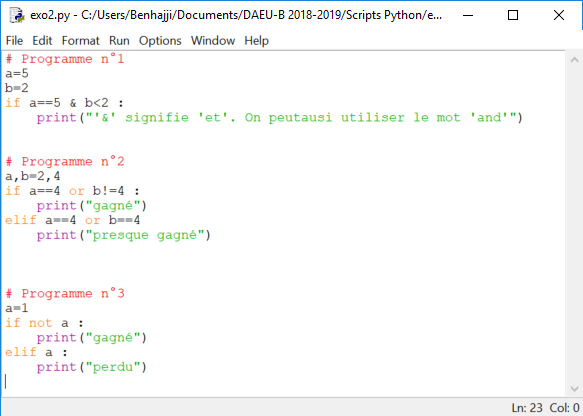 exo2.py - C:/Users/Benhajji/Documents/DAEU-B 2018-2019/Scripts Python/e...
File Edit Format Run Options Window Help
# Programme n°1
a=5
b=2
if a==5 & b<2 :
    print("'&' signifie 'et'. On peutausi utiliser le mot 'and'")
# Programme n°2
a,b=2,4
if a==4 or b!=4 :
    print("gagné")
elif a==4 or b==4
    print("presque gagné")
# Programme n°3
a=1
if not a :
    print("gagné")
elif a :
    print("perdu")
Ln: 23 Col: 0